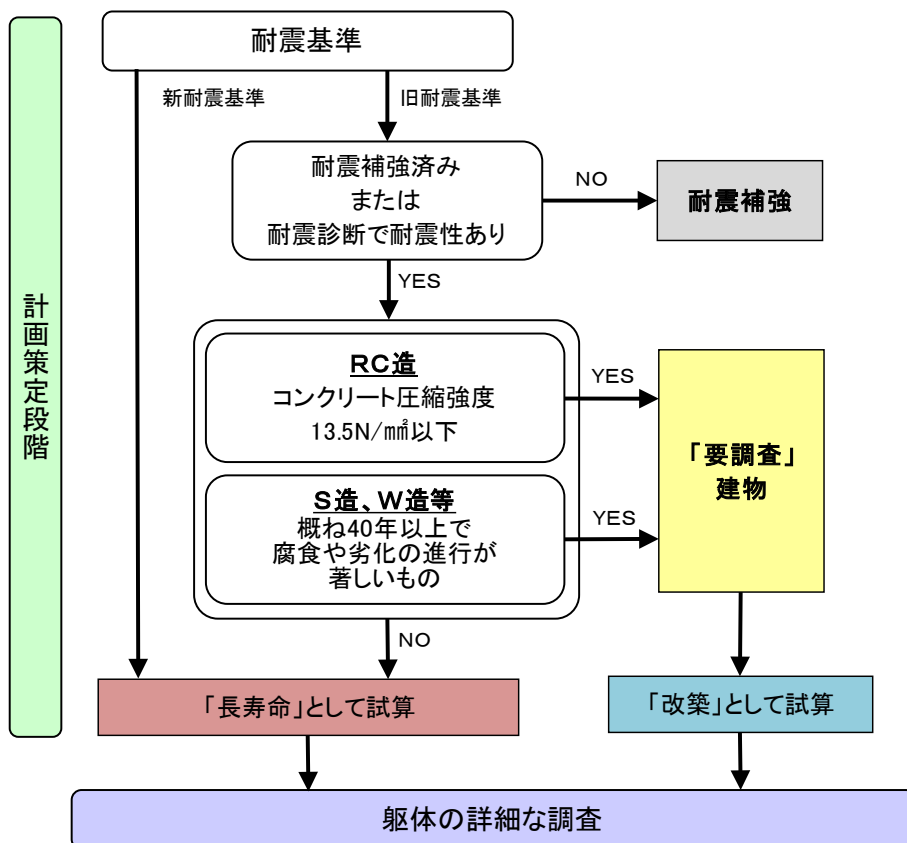 耐震基準
新耐震基準
旧耐震基準
耐震補強済み
または
耐震診断で耐震性あり
NO
耐震補強
YES
計画策定段階
RC造
コンクリート圧縮強度
13.5N/㎟以下
YES
「要調査」
建物
S造、W造等
概ね40年以上で
腐食や劣化の進行が
著しいもの
YES
NO
「長寿命」として試算
「改築」として試算
躯体の詳細な調査